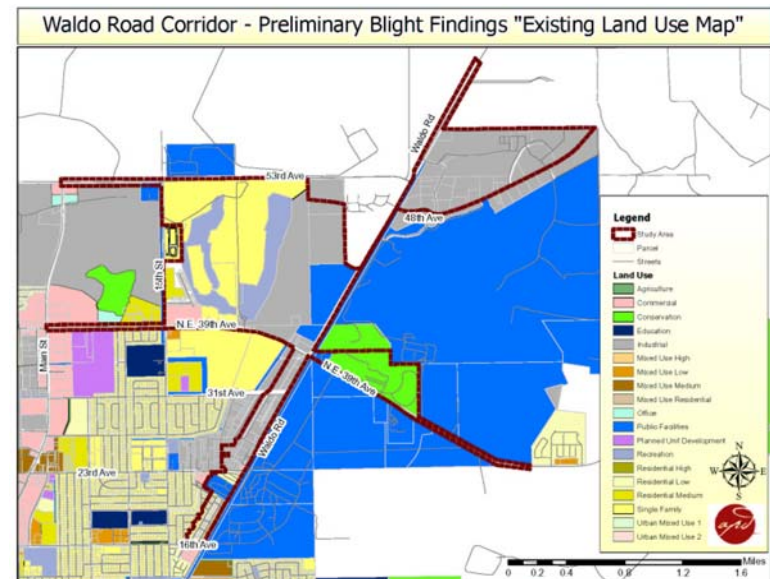 Waldo Road Corridor - Preliminary Blight Findings "Existing Land Use Map"
Waldo Rd
53rd Ave
48th Ave
15th St
N.E. 39th Ave
Main St
31st Ave
N.E. 39th Ave
Waldo Rd
23rd Ave
16th Ave
Legend
Study Area
Parcel
Streets
Land Use
Agriculture
Commercial
Conservation
Education
Industrial
Mixed Use High
Mixed Use Low
Mixed Use Medium
Mixed Use Residential
Office
Public Facilities
Planned Unit Development
Recreation
Residential High
Residential Low
Residential Medium
Single Family
Urban Mixed Use 1
Urban Mixed Use 2
N
W E
S
apd
Miles
0 0.2 0.4 0.8 1.2 1.6